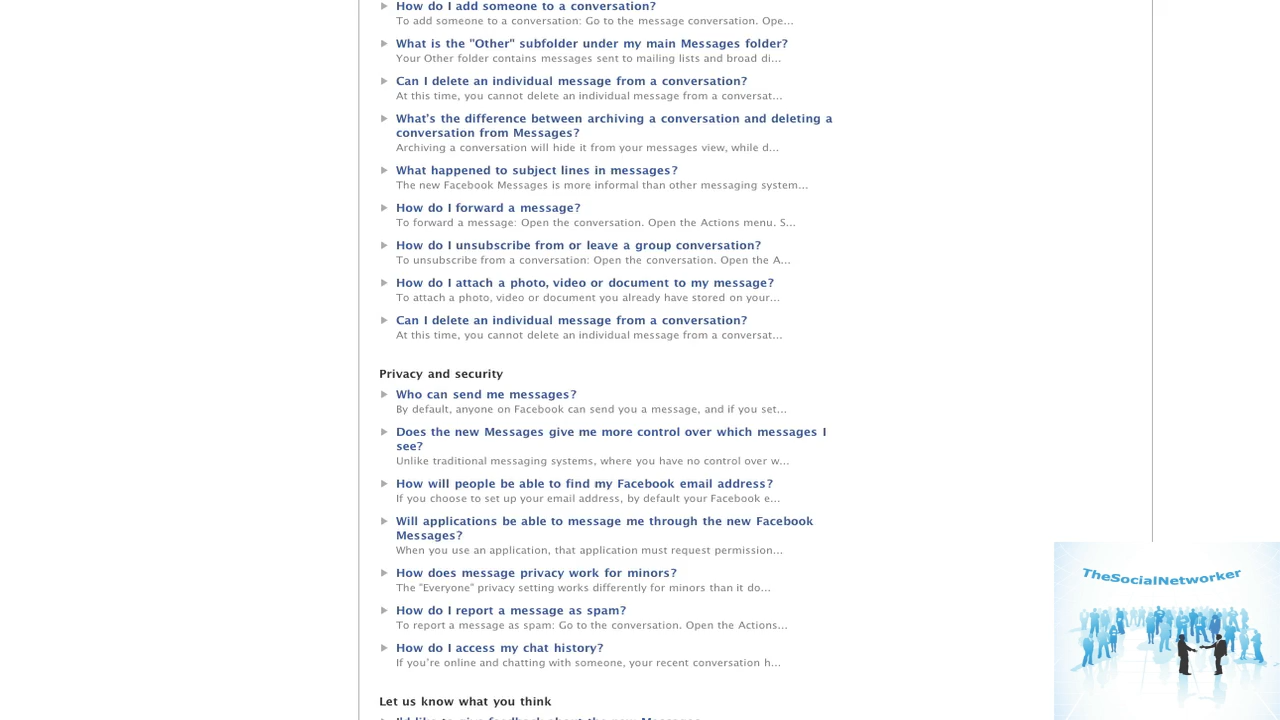 How do I add someone to a conversation?
To add someone to a conversation: Go to the message conversation. Ope...
What is the "Other" subfolder under my main Messages folder?
Your Other folder contains messages sent to mailing lists and broad di...
Can I delete an individual message from a conversation?
At this time, you cannot delete an individual message from a conversat...
What's the difference between archiving a conversation and deleting a
conversation from Messages?
Archiving a conversation will hide it from your messages view, while d...
What happened to subject lines in messages?
The new Facebook Messages is more informal than other messaging system...
How do I forward a message?
To forward a message: Open the conversation. Open the Actions menu. S...
How do I unsubscribe from or leave a group conversation?
To unsubscribe from a conversation: Open the conversation. Open the A...
How do I attach a photo, video or document to my message?
To attach a photo, video or document you already have stored on your...
Can I delete an individual message from a conversation?
At this time, you cannot delete an individual message from a conversat...
Privacy and security
Who can send me messages?
By default, anyone on Facebook can send you a message, and if you set...
Does the new Messages give me more control over which messages I
see?
Unlike traditional messaging systems, where you have no control over w...
How will people be able to find my Facebook email address?
If you choose to set up your email address, by default your Facebook e...
Will applications be able to message me through the new Facebook
Messages?
When you use an application, that application must request permission...
How does message privacy work for minors?
The "Everyone" privacy setting works differently for minors than it do...
How do I report a message as spam?
To report a message as spam: Go to the conversation. Open the Actions...
How do I access my chat history?
If you're online and chatting with someone, your recent conversation h...
Let us know what you think
I'd like to give feedback about the new Messages
TheSocialNetworker